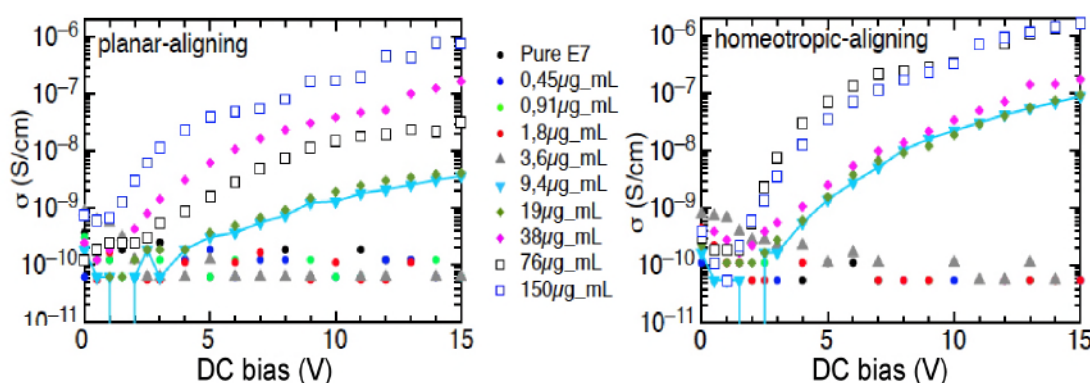 planar-aligning
σ (S/cm)
10⁻⁶
10⁻⁷
10⁻⁸
10⁻⁹
10⁻¹⁰
10⁻¹¹
0 5 10 15
DC bias (V)
Pure E7
0,45µg_mL
0,91µg_mL
1,8µg_mL
3,6µg_mL
9,4µg_mL
19µg_mL
38µg_mL
76µg_mL
150µg_mL
homeotropic-aligning
σ (S/cm)
10⁻⁶
10⁻⁷
10⁻⁸
10⁻⁹
10⁻¹⁰
10⁻¹¹
0 5 10 15
DC bias (V)